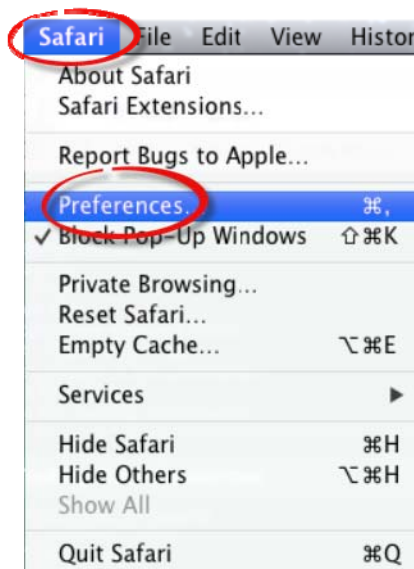 Safari File Edit View Histor
About Safari
Safari Extensions...
Report Bugs to Apple...
Preferences... ⌘,
✓ Block Pop-Up Windows ⇧⌘K
Private Browsing...
Reset Safari...
Empty Cache... ⌥⌘E
Services ▶
Hide Safari ⌘H
Hide Others ⌥⌘H
Show All
Quit Safari ⌘Q